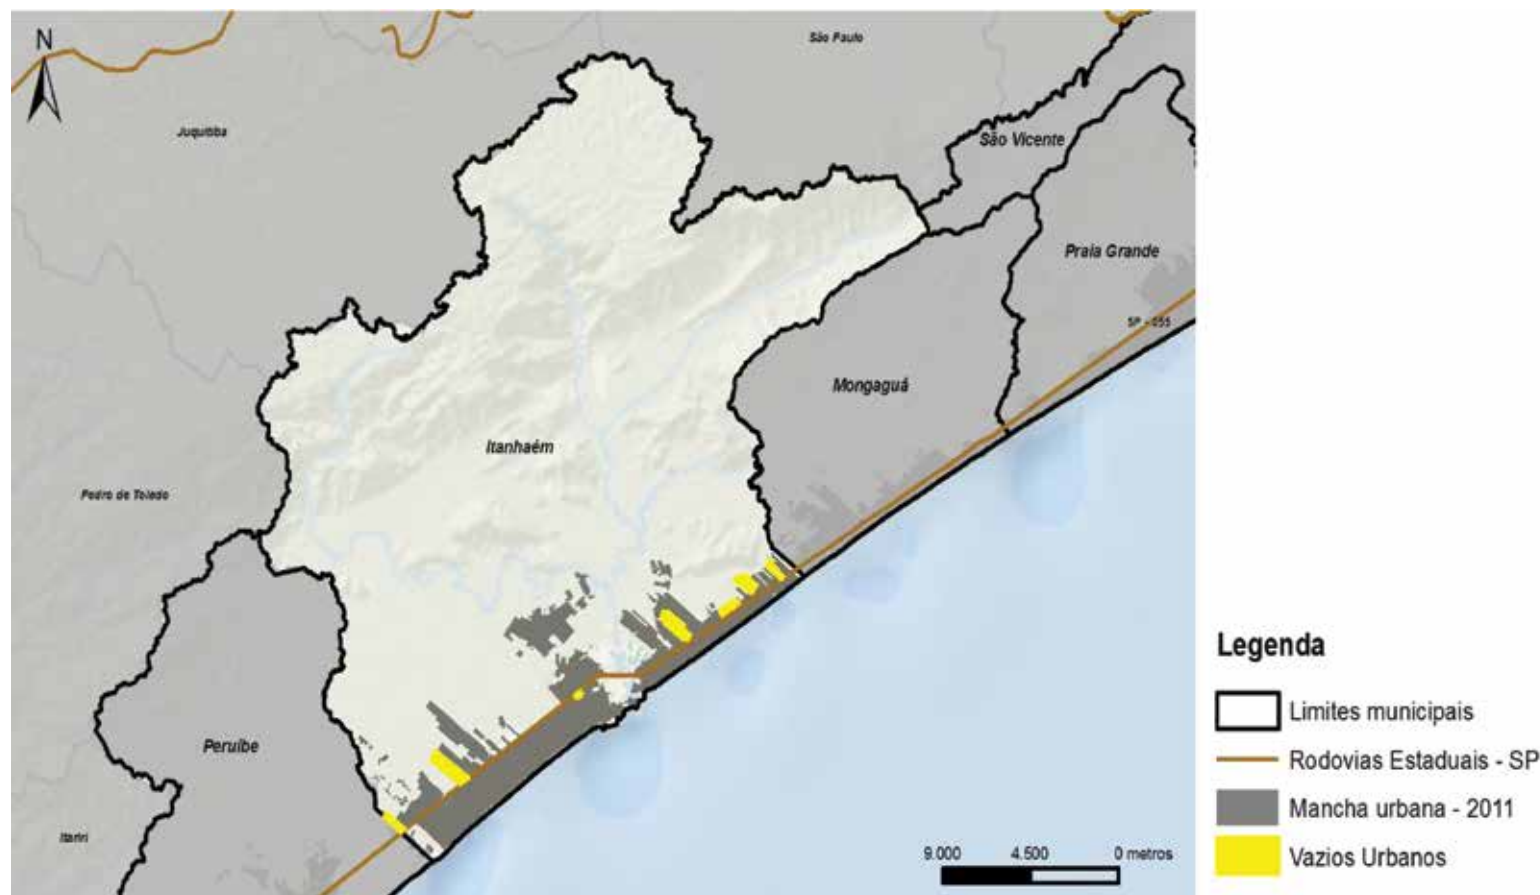 N
São Paulo
Juquitiba
São Vicente
Praia Grande
SP - 055
Mongaguá
Itanhaém
Pedro de Toledo
Peruíbe
Itariri
9.000 4.500 0 metros
Legenda
Limites municipais
Rodovias Estaduais - SP
Mancha urbana - 2011
Vazios Urbanos